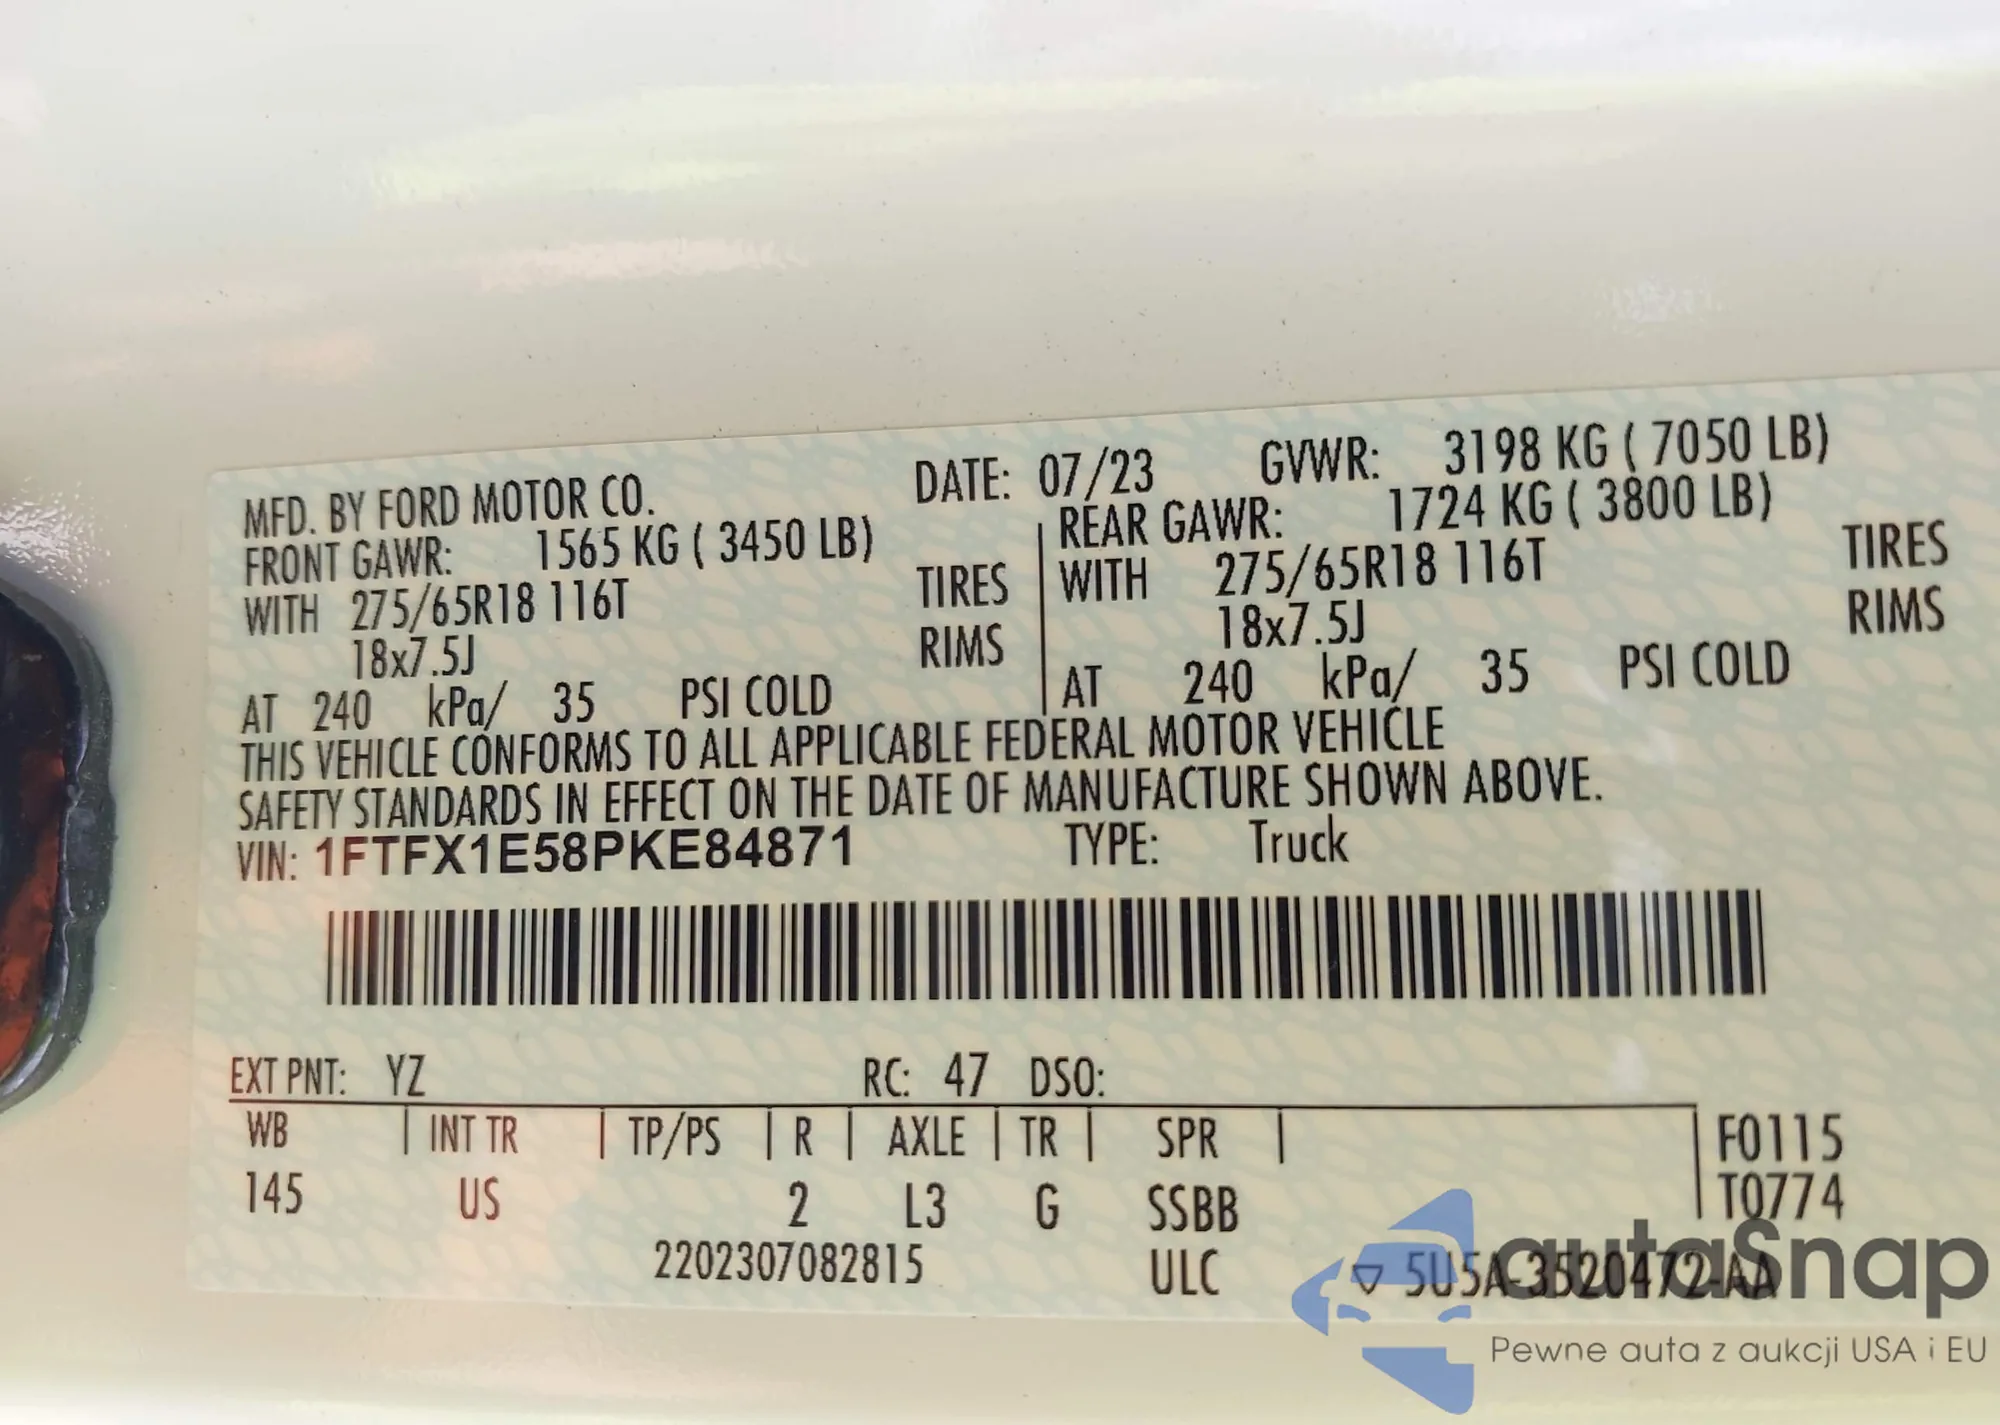 MFD. BY FORD MOTOR CO. DATE: 07/23 GVWR: 3198 KG ( 7050 LB)
FRONT GAWR: 1565 KG ( 3450 LB) REAR GAWR: 1724 KG ( 3800 LB)
WITH 275/65R18 116T TIRES WITH 275/65R18 116T TIRES
18x7.5J RIMS 18x7.5J RIMS
AT 240 kPa/ 35 PSI COLD AT 240 kPa/ 35 PSI COLD
THIS VEHICLE CONFORMS TO ALL APPLICABLE FEDERAL MOTOR VEHICLE
SAFETY STANDARDS IN EFFECT ON THE DATE OF MANUFACTURE SHOWN ABOVE.
VIN: 1FTFX1E58PKE84871 TYPE: Truck
EXT PNT: YZ RC: 47 DSO:
WB | INT TR | TP/PS | R | AXLE | TR | SPR | F0115
145 US 2 L3 G SSBB T0774
2202307082815 ULC ▽ 5U5A-3520472-AA
autoSnap
Pewne auta z aukcji USA i EU